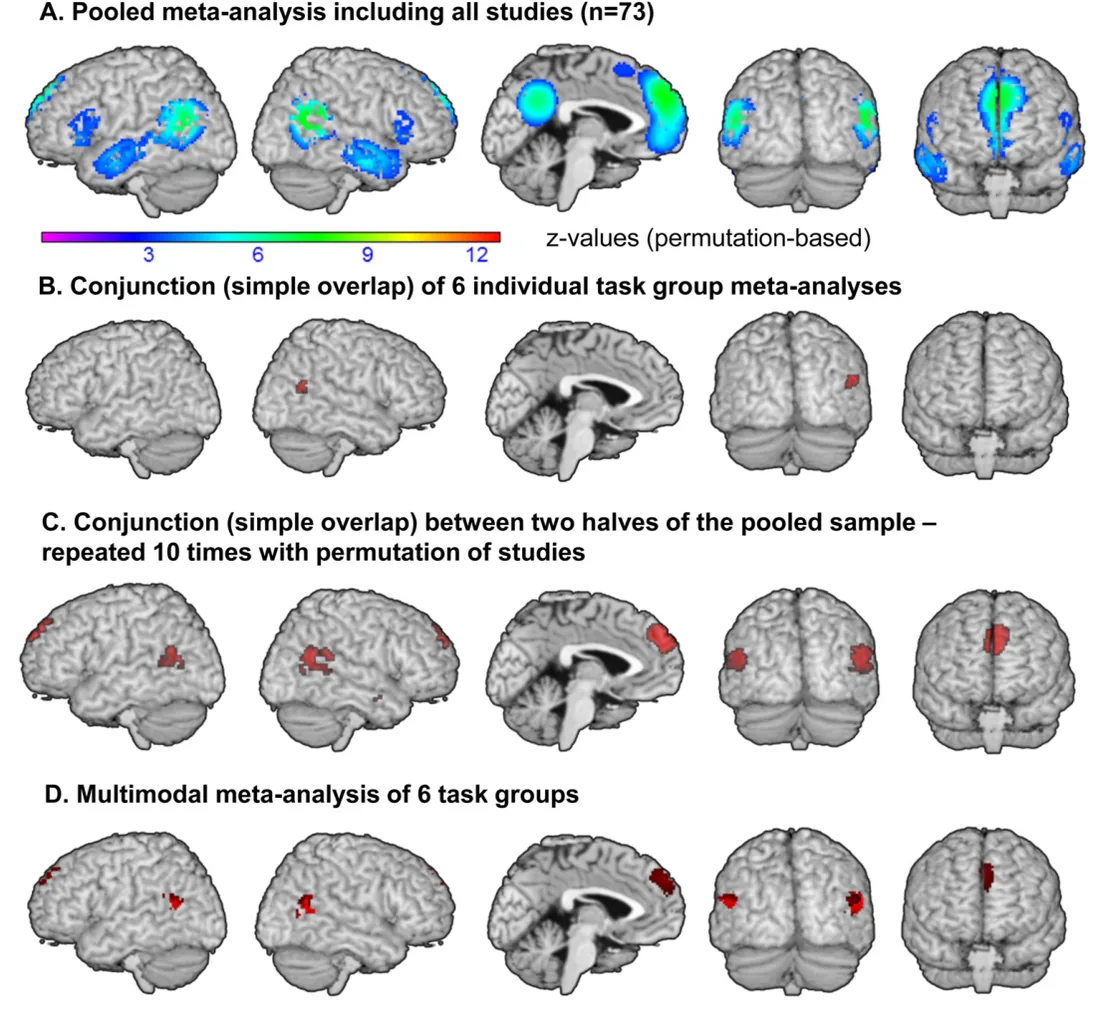 A. Pooled meta-analysis including all studies (n=73)
3 6 9 12 z-values (permutation-based)
B. Conjunction (simple overlap) of 6 individual task group meta-analyses
C. Conjunction (simple overlap) between two halves of the pooled sample –
repeated 10 times with permutation of studies
D. Multimodal meta-analysis of 6 task groups